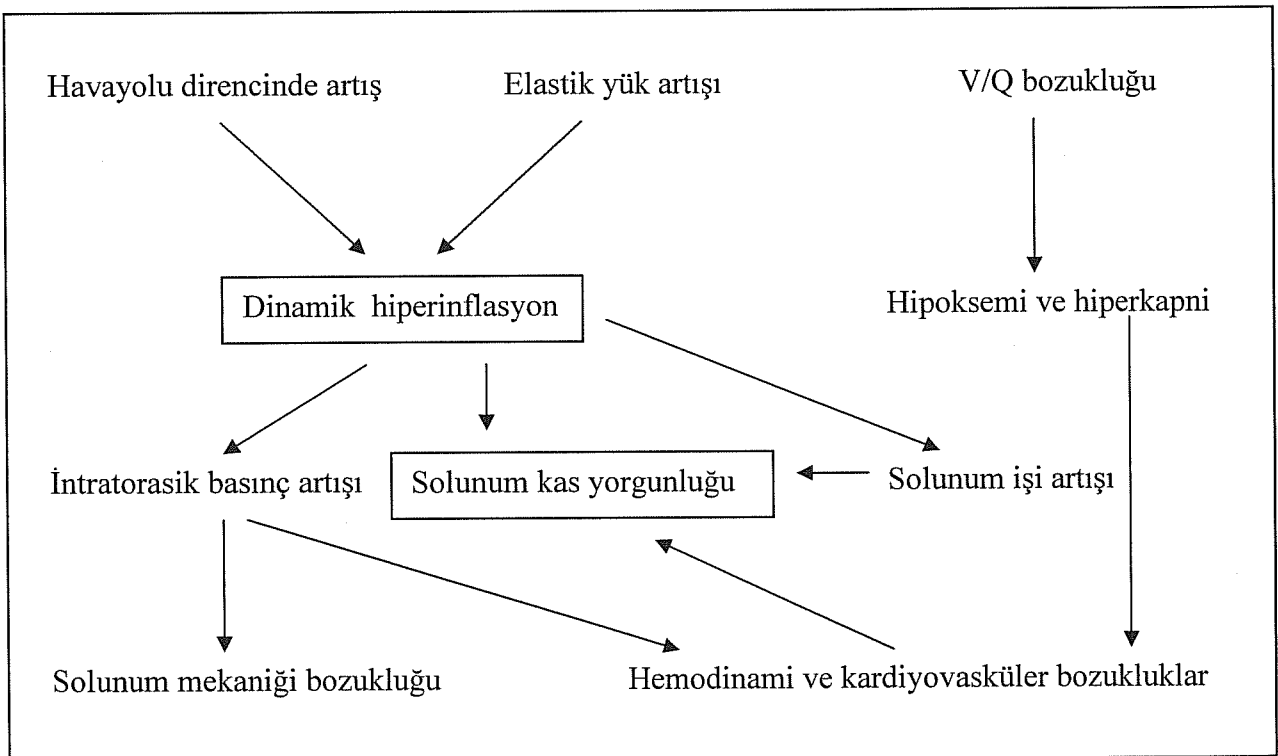 Havayolu direncinde artış
Elastik yük artışı
V/Q bozukluğu
Dinamik hiperinflasyon
Hipoksemi ve hiperkapni
İntratorasik basınç artışı
Solunum kas yorgunluğu
Solunum işi artışı
Solunum mekaniği bozukluğu
Hemodinami ve kardiyovasküler bozukluklar